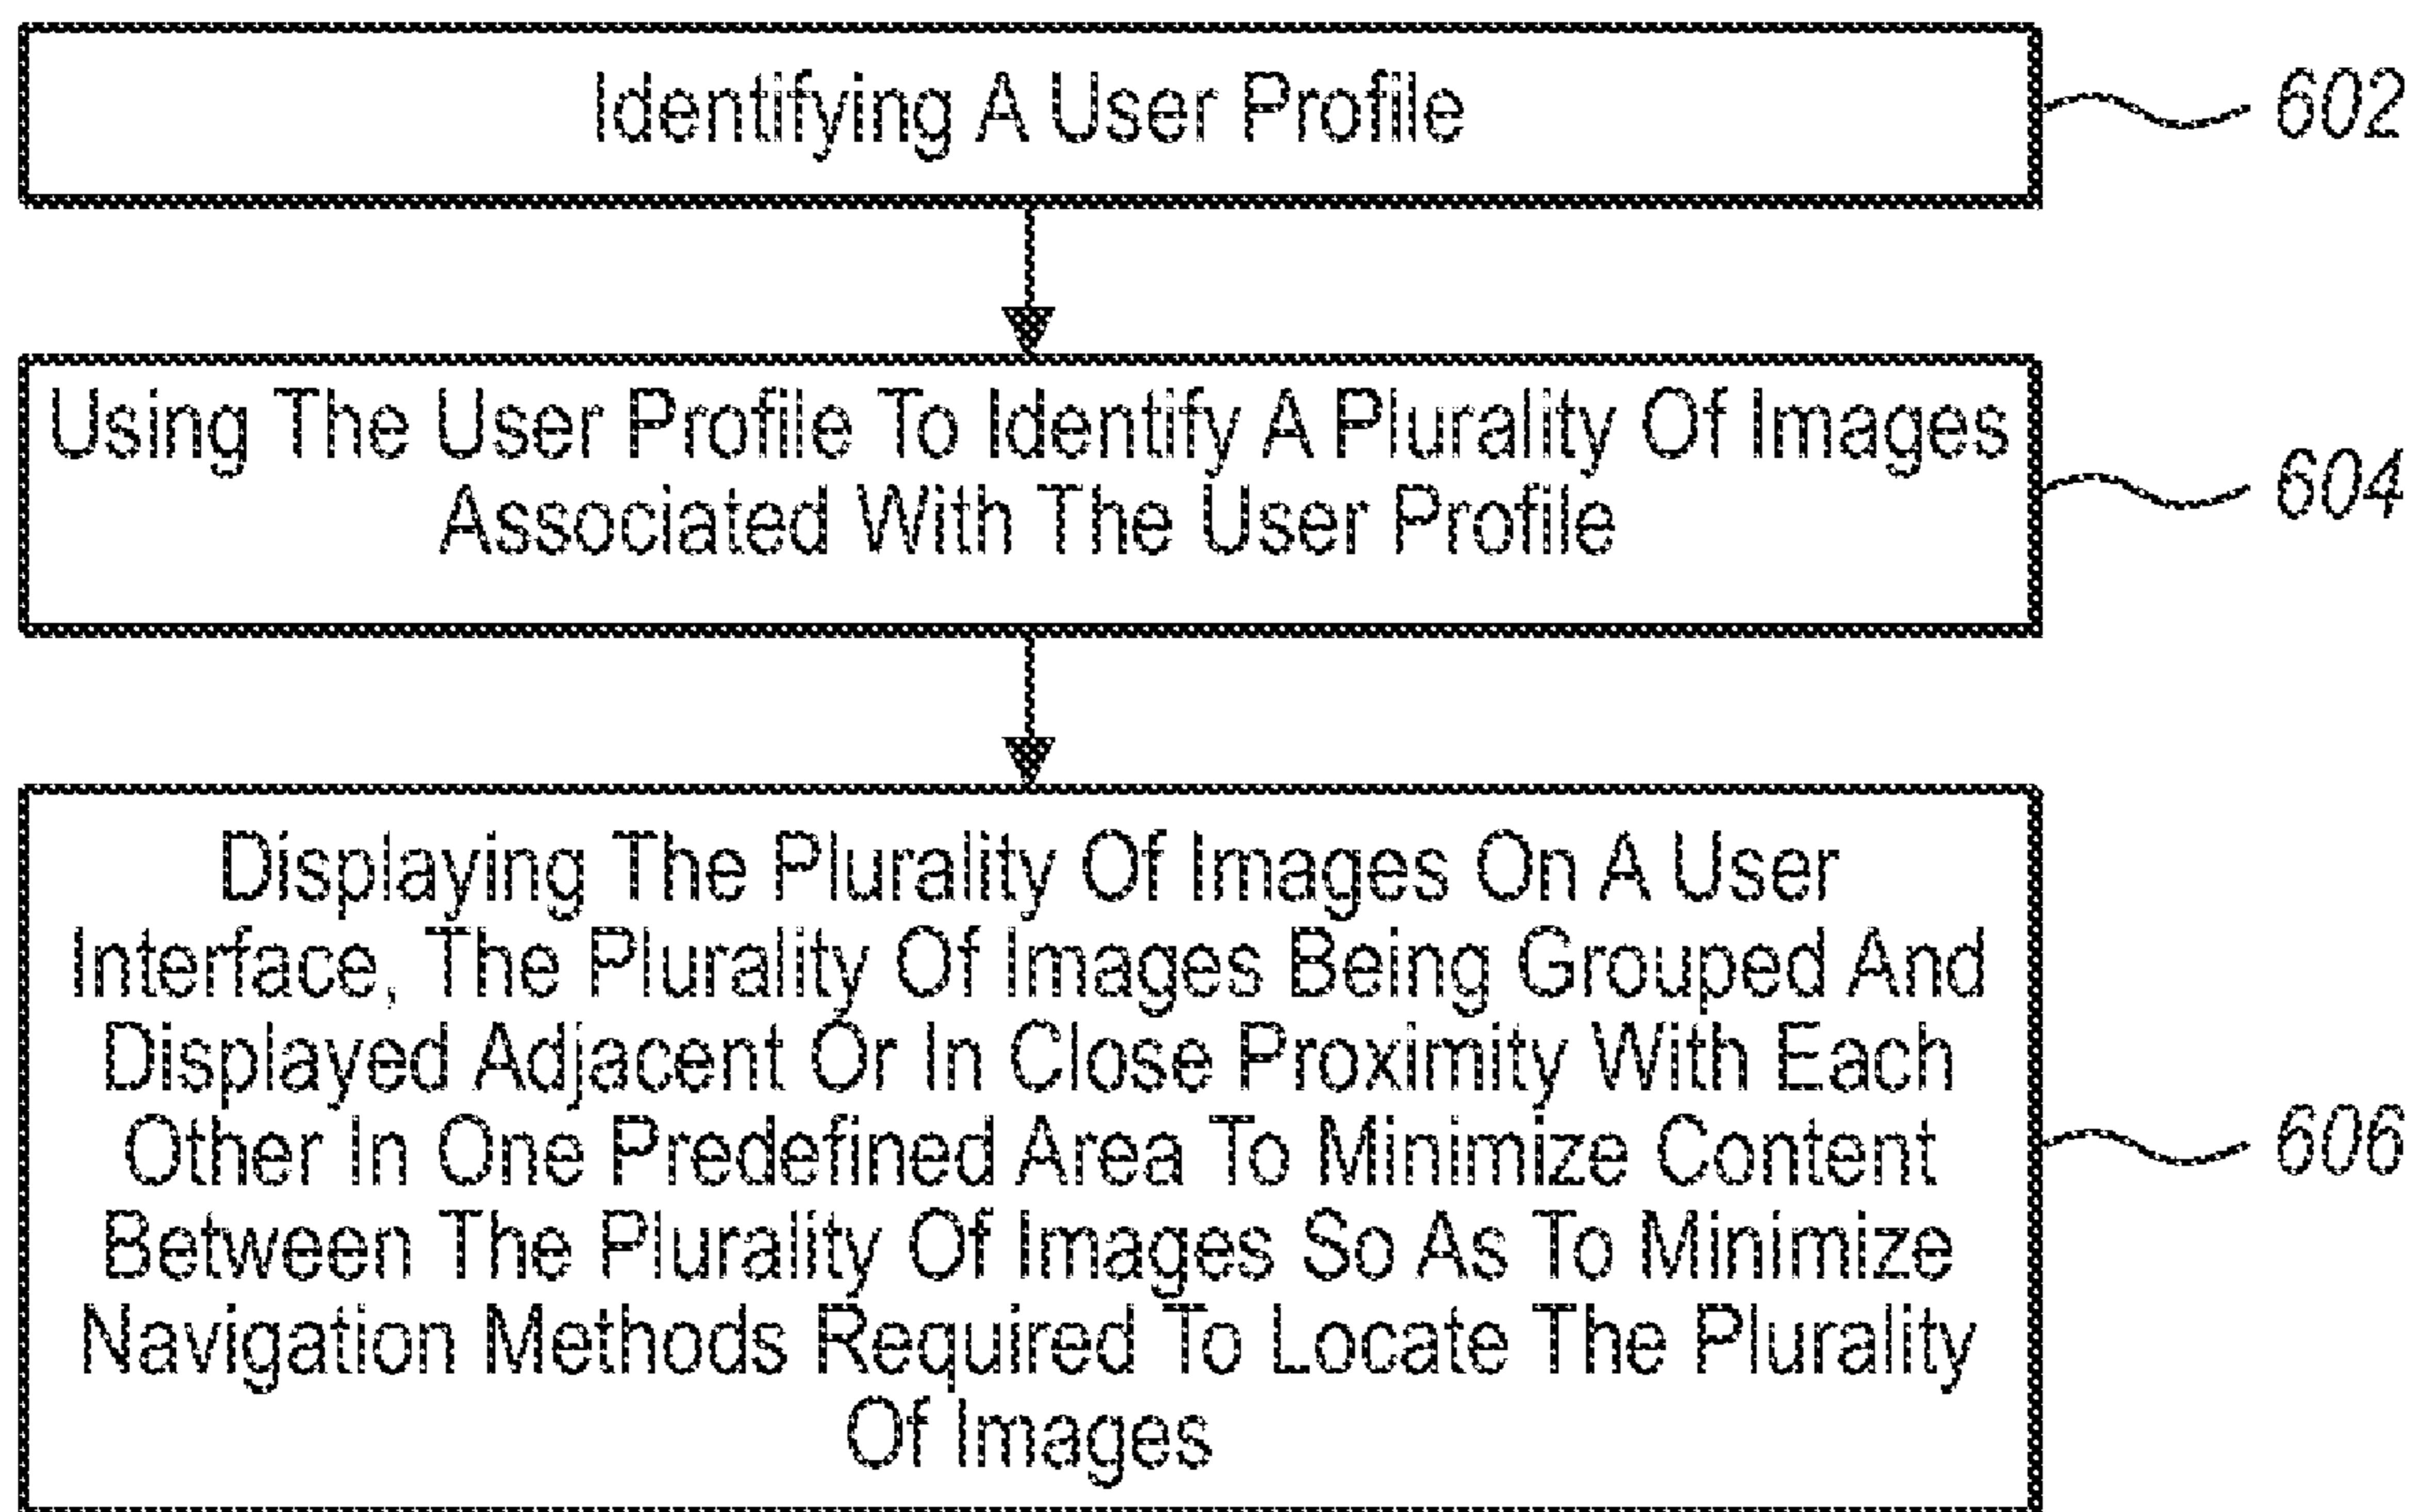 Identifying A User Profile
602
Using The User Profile To Identify A Plurality Of Images
Associated With The User Profile
604
Displaying The Plurality Of Images On A User
Interface, The Plurality Of Images Being Grouped And
Displayed Adjacent Or In Close Proximity With Each
Other In One Predefined Area To Minimize Content
Between The Plurality Of Images So As To Minimize
Navigation Methods Required To Locate The Plurality
Of Images
606